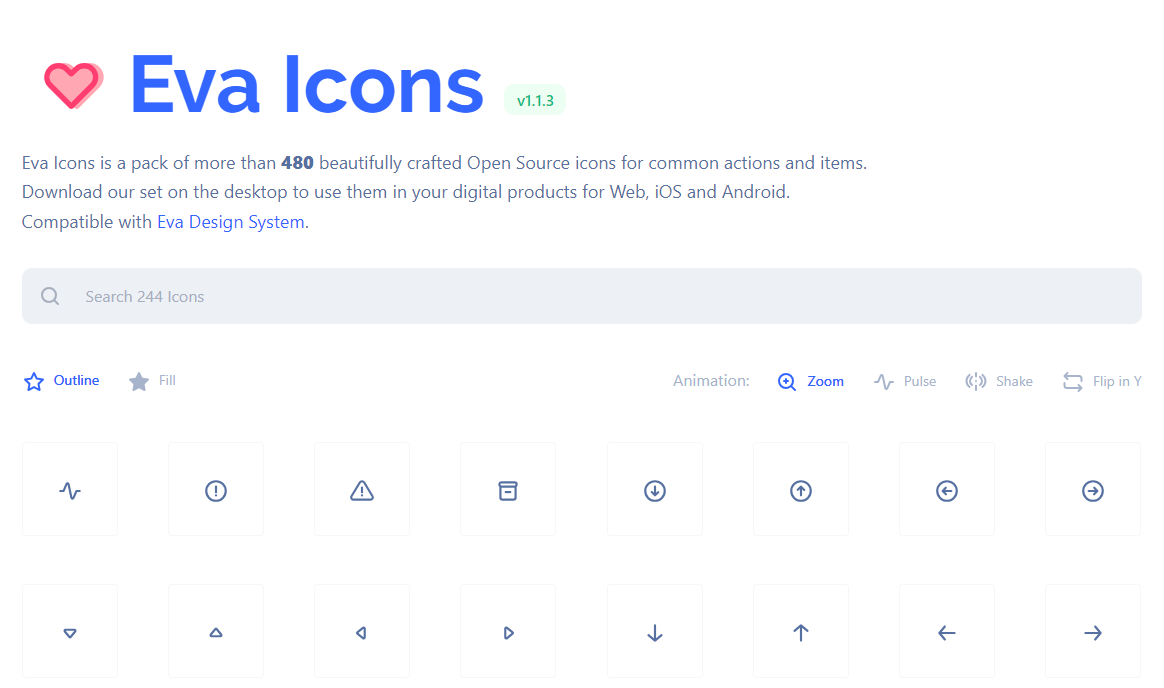 Eva Icons v1.1.3
Eva Icons is a pack of more than 480 beautifully crafted Open Source icons for common actions and items.
Download our set on the desktop to use them in your digital products for Web, iOS and Android.
Compatible with Eva Design System.
Search 244 Icons
Outline Fill Animation: Zoom Pulse Shake Flip in Y